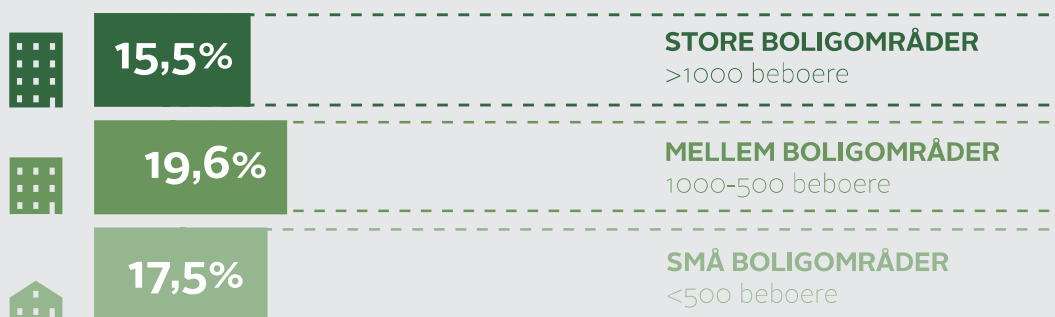 15,5%
STORE BOLIGOMRÅDER
>1000 beboere
19,6%
MELLEM BOLIGOMRÅDER
1000-500 beboere
17,5%
SMÅ BOLIGOMRÅDER
<500 beboere